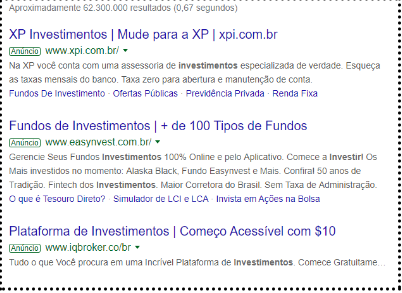 Aproximadamente 62.300.000 resultados (0,67 segundos)
XP Investimentos | Mude para a XP | xpi.com.br
Anúncio www.xpi.com.br/
Na XP você conta com uma assessoria de investimentos especializada de verdade. Esqueça
as taxas mensais do banco. Taxa zero para abertura e manutenção de conta.
Fundos De Investimento · Ofertas Públicas · Previdência Privada · Renda Fixa
Fundos de Investimentos | + de 100 Tipos de Fundos
Anúncio www.easynvest.com.br/
Gerencie Seus Fundos Investimentos 100% Online e pelo Aplicativo. Comece a Investir! Os
Mais investidos no momento: Alaska Black, Fundo Easynvest e Mais. Confira! 50 anos de
Tradição. Fintech dos Investimentos. Maior Corretora do Brasil. Sem Taxa de Administração.
O que é Tesouro Direto? · Simulador de LCI e LCA · Invista em Ações na Bolsa
Plataforma de Investimentos | Começo Acessível com $10
Anúncio www.iqbroker.co/br
Tudo o que Você procura em uma Incrível Plataforma de Investimentos. Comece Gratuitame...